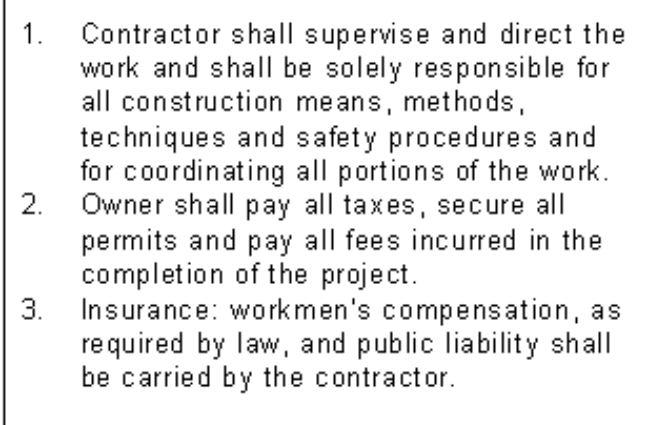 1. Contractor shall supervise and direct the
work and shall be solely responsible for
all construction means, methods,
techniques and safety procedures and
for coordinating all portions of the work.
2. Owner shall pay all taxes, secure all
permits and pay all fees incurred in the
completion of the project.
3. Insurance: workmen's compensation, as
required by law, and public liability shall
be carried by the contractor.